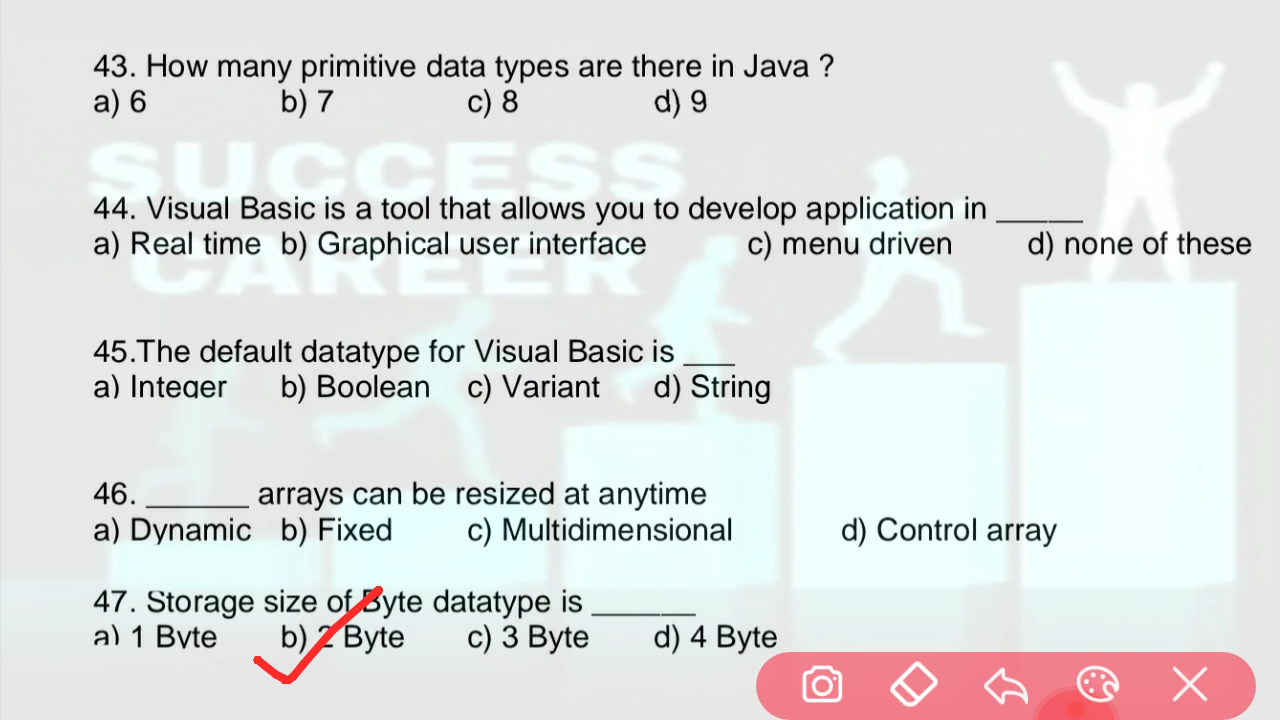 43. How many primitive data types are there in Java ?
a) 6 b) 7 c) 8 d) 9
SUCCESS
44. Visual Basic is a tool that allows you to develop application in _____
a) Real time b) Graphical user interface c) menu driven d) none of these
CAREER
45.The default datatype for Visual Basic is ___
a) Integer b) Boolean c) Variant d) String
46. ______ arrays can be resized at anytime
a) Dynamic b) Fixed c) Multidimensional d) Control array
47. Storage size of Byte datatype is ______
a) 1 Byte b) 2 Byte c) 3 Byte d) 4 Byte